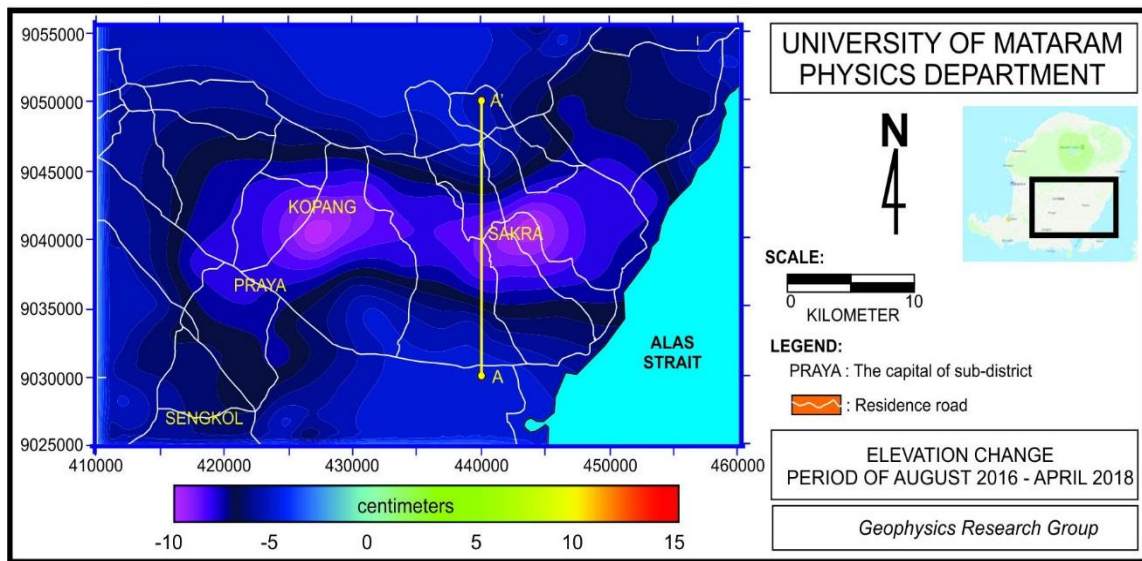 9055000
9050000
9045000
9040000
9035000
9030000
9025000
410000
420000
430000
440000
450000
460000
A'
KOPANG
SAKRA
PRAYA
A
SENGKOL
ALAS
STRAIT
centimeters
-10
-5
0
5
10
15
UNIVERSITY OF MATARAM
PHYSICS DEPARTMENT
N
SCALE:
0
10
KILOMETER
LEGEND:
PRAYA : The capital of sub-district
: Residence road
ELEVATION CHANGE
PERIOD OF AUGUST 2016 - APRIL 2018
Geophysics Research Group